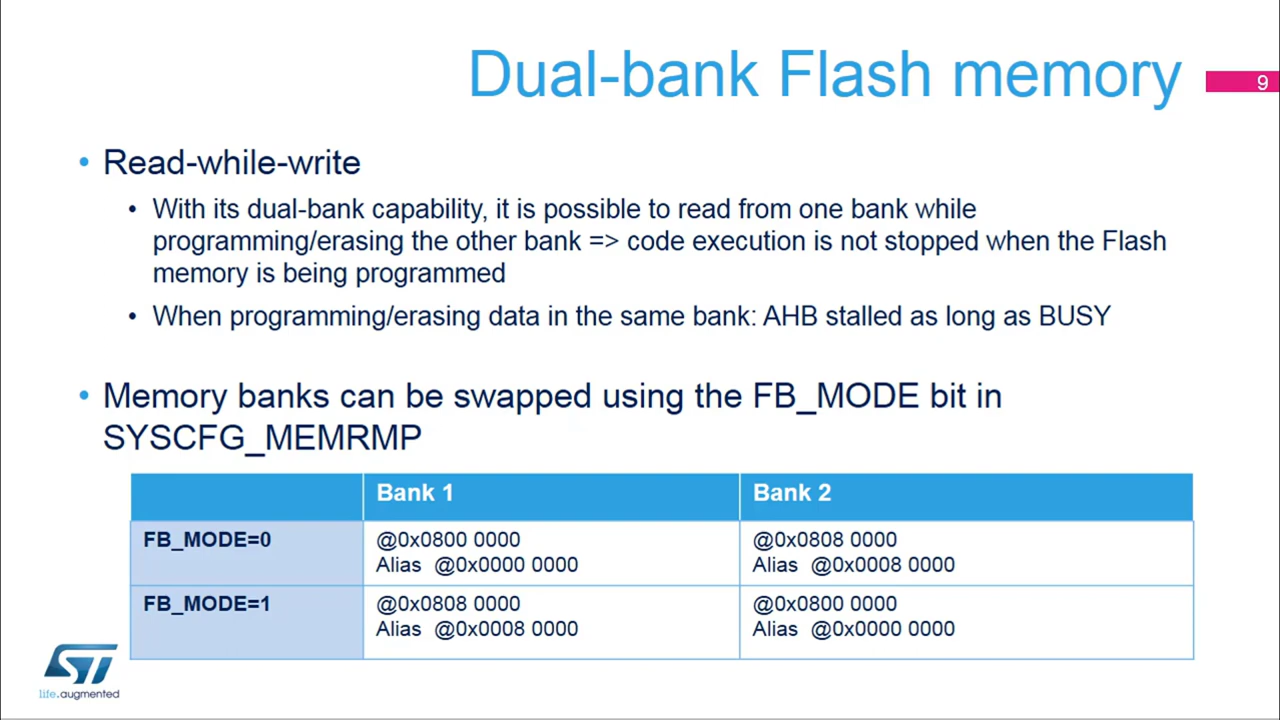 Dual-bank Flash memory
9
• Read-while-write
• With its dual-bank capability, it is possible to read from one bank while
programming/erasing the other bank => code execution is not stopped when the Flash
memory is being programmed
• When programming/erasing data in the same bank: AHB stalled as long as BUSY
• Memory banks can be swapped using the FB_MODE bit in
SYSCFG_MEMRMP
Bank 1 Bank 2
FB_MODE=0 @0x0800 0000 @0x0808 0000
Alias @0x0000 0000 Alias @0x0008 0000
FB_MODE=1 @0x0808 0000 @0x0800 0000
Alias @0x0008 0000 Alias @0x0000 0000
ST
life.augmented